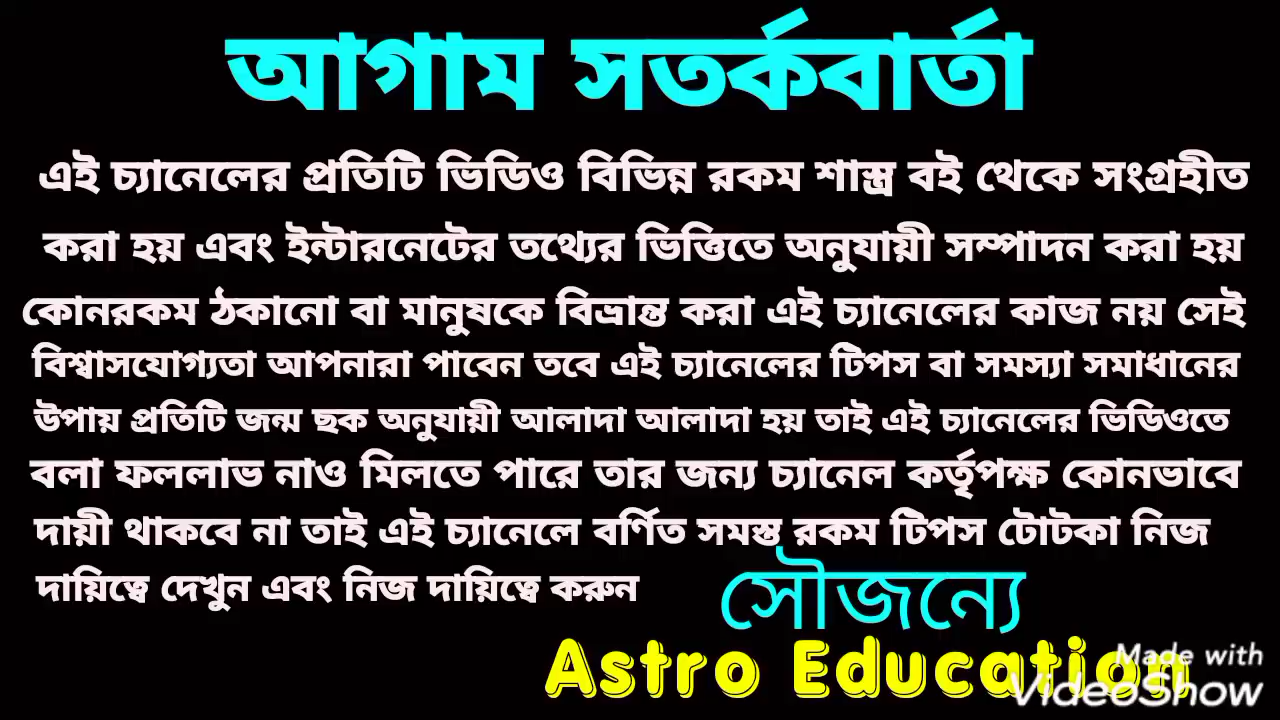 আগাম সতর্কবার্তা
এই চ্যানেলের প্রতিটি ভিডিও বিভিন্ন রকম শাস্ত্র বই থেকে সংগ্রহীত
করা হয় এবং ইন্টারনেটের তথ্যের ভিত্তিতে অনুযায়ী সম্পাদন করা হয়
কোনরকম ঠকানো বা মানুষকে বিভ্রান্ত করা এই চ্যানেলের কাজ নয় সেই
বিশ্বাসযোগ্যতা আপনারা পাবেন তবে এই চ্যানেলের টিপস বা সমস্যা সমাধানের
উপায় প্রতিটি জন্ম ছক অনুযায়ী আলাদা আলাদা হয় তাই এই চ্যানেলের ভিডিওতে
বলা ফললাভ নাও মিলতে পারে তার জন্য চ্যানেল কর্তৃপক্ষ কোনভাবে
দায়ী থাকবে না তাই এই চ্যানেলে বর্ণিত সমস্ত রকম টিপস টোটকা নিজ
দায়িত্বে দেখুন এবং নিজ দায়িত্বে করুন
সৌজন্যে
Astro Education
Made with
VideoShow